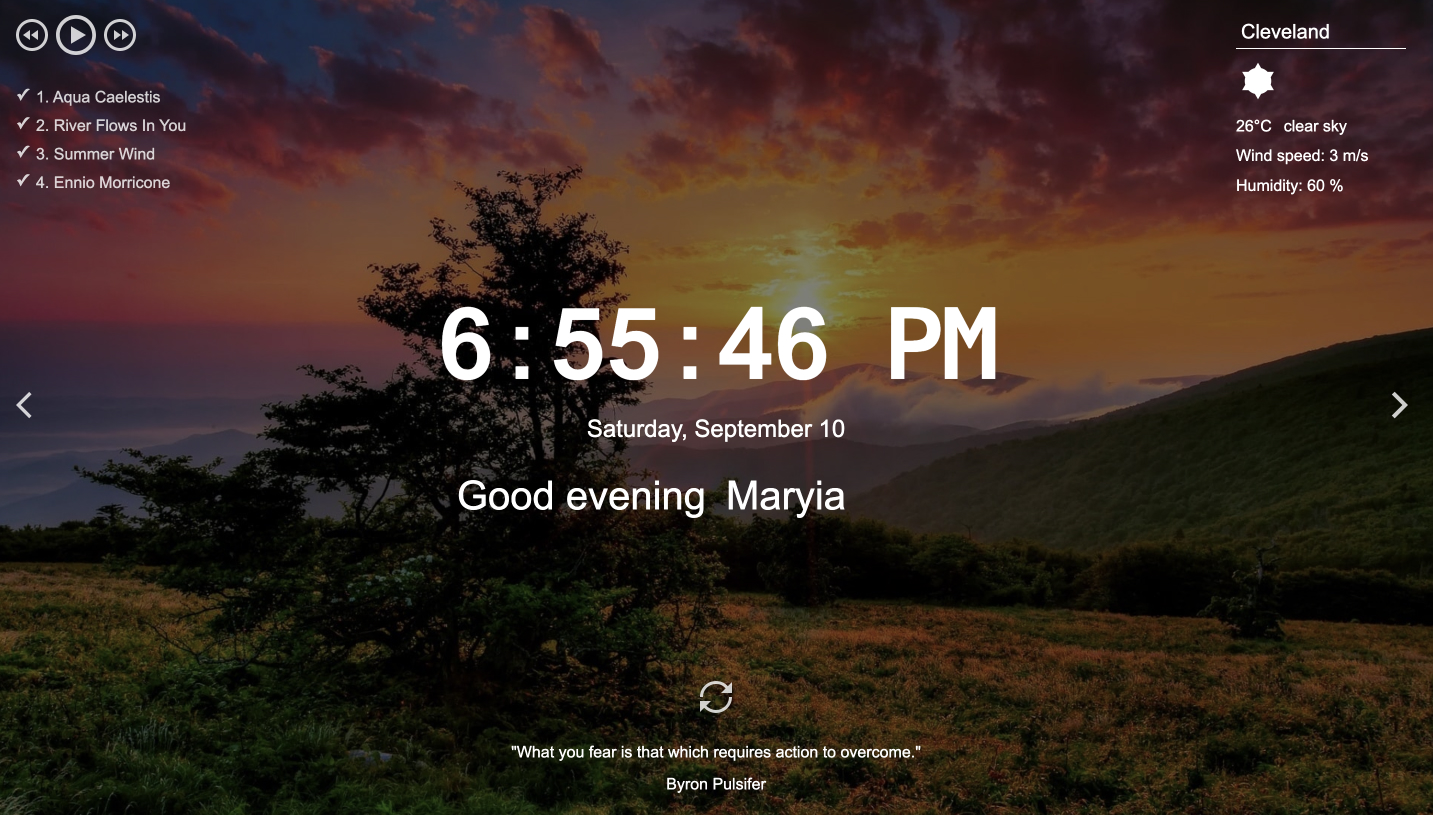 Cleveland
1. Aqua Caelestis
2. River Flows In You
3. Summer Wind
4. Ennio Morricone
26°C clear sky
Wind speed: 3 m/s
Humidity: 60 %
6:55:46 PM
Saturday, September 10
Good evening Maryia
"What you fear is that which requires action to overcome."
Byron Pulsifer